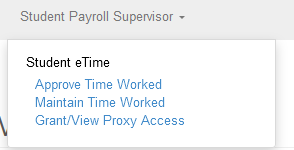 Student Payroll Supervisor
Student eTime
Approve Time Worked
Maintain Time Worked
Grant/View Proxy Access